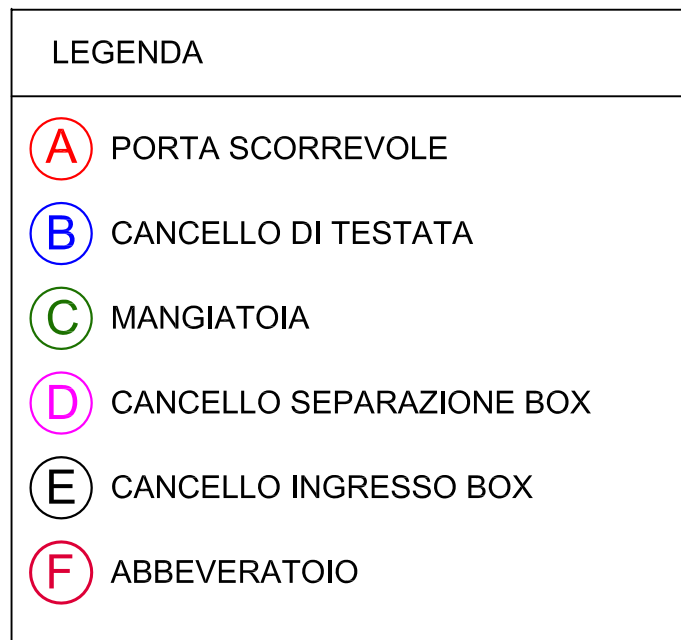 LEGENDA
A PORTA SCORREVOLE
B CANCELLO DI TESTATA
C MANGIATOIA
D CANCELLO SEPARAZIONE BOX
E CANCELLO INGRESSO BOX
F ABBEVERATOIO